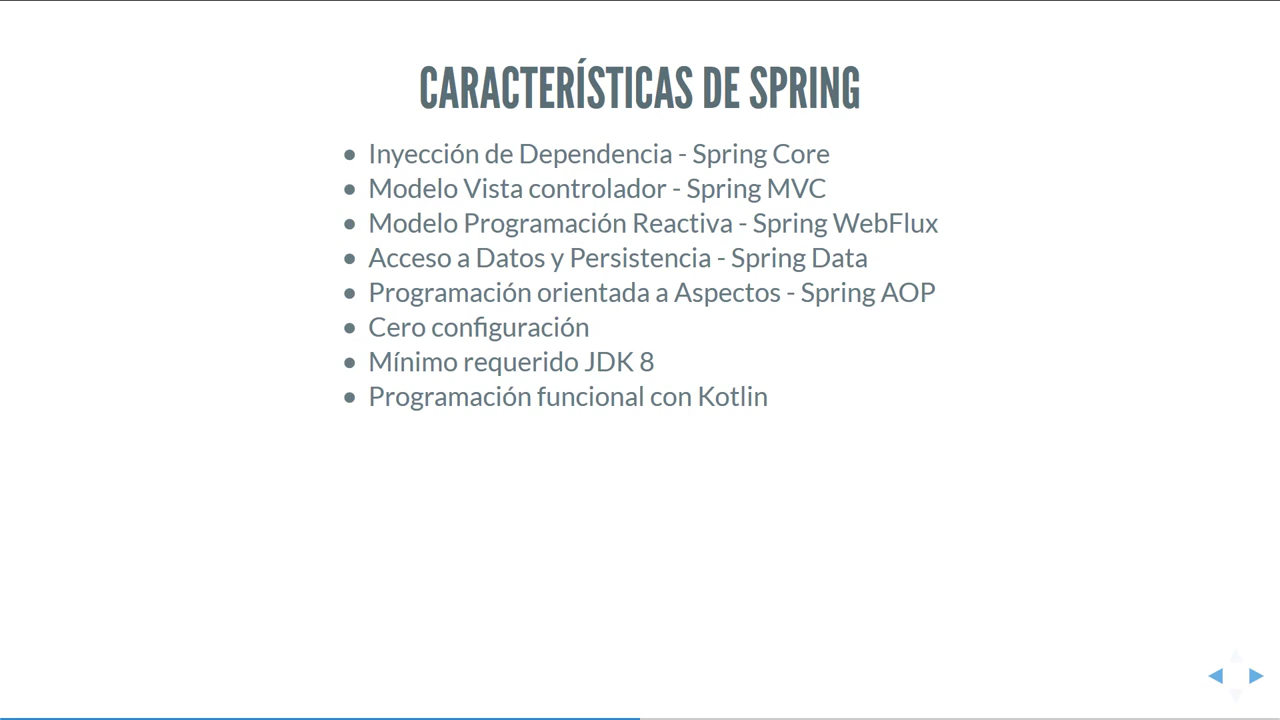 CARACTERÍSTICAS DE SPRING
Inyección de Dependencia - Spring Core
Modelo Vista controlador - Spring MVC
Modelo Programación Reactiva - Spring WebFlux
Acceso a Datos y Persistencia - Spring Data
Programación orientada a Aspectos - Spring AOP
Cero configuración
Mínimo requerido JDK 8
Programación funcional con Kotlin